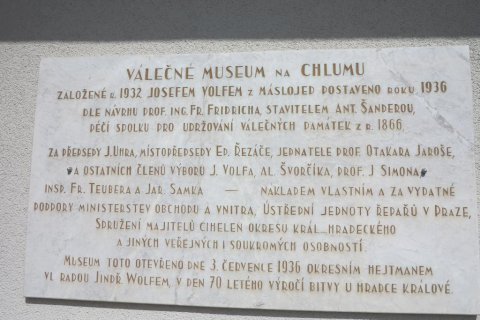 VÁLEČNÉ MUSEUM NA CHLUMU
ZALOŽENÉ R. 1932 JOSEFEM VOLFEM Z MÁSLOJED POSTAVENO ROKU 1936
DLE NÁVRHU PROF. ING. FR. FRIDRICHA, STAVITELEM ANT. ŠANDEROU,
PÉČÍ SPOLKU PRO UDRŽOVÁNÍ VÁLEČNÝCH PAMÁTEK Z R. 1866.
ZA PŘEDSEDY J. UHRA, MÍSTOPŘEDSEDY ED. ŘEZÁČE, JEDNATELE PROF. OTAKARA JAROŠE,
A OSTATNÍCH ČLENŮ VÝBORU J. VOLFA, AL. ŠVORČÍKA, PROF. J SIMONA,
INSP. FR. TEUBERA A JAR. SAMKA — NÁKLADEM VLASTNÍM A ZA VYDATNÉ
PODPORY MINISTERSTEV OBCHODU A VNITRA, ÚSTŘEDNÍ JEDNOTY ŘEPAŘŮ V PRAZE,
SDRUŽENÍ MAJITELŮ CIHELEN OKRESU KRÁL. HRADECKÉHO
A JINÝCH VEŘEJNÝCH I SOUKROMÝCH OSOBNOSTÍ.
MUSEUM TOTO OTEVŘENO DNE 3. ČERVENCE 1936 OKRESNÍM HEJTMANEM
VL. RADOU JINDŘ. WOLFEM, V DEN 70 LETÉHO VÝROČÍ BITVY U HRADCE KRÁLOVÉ.